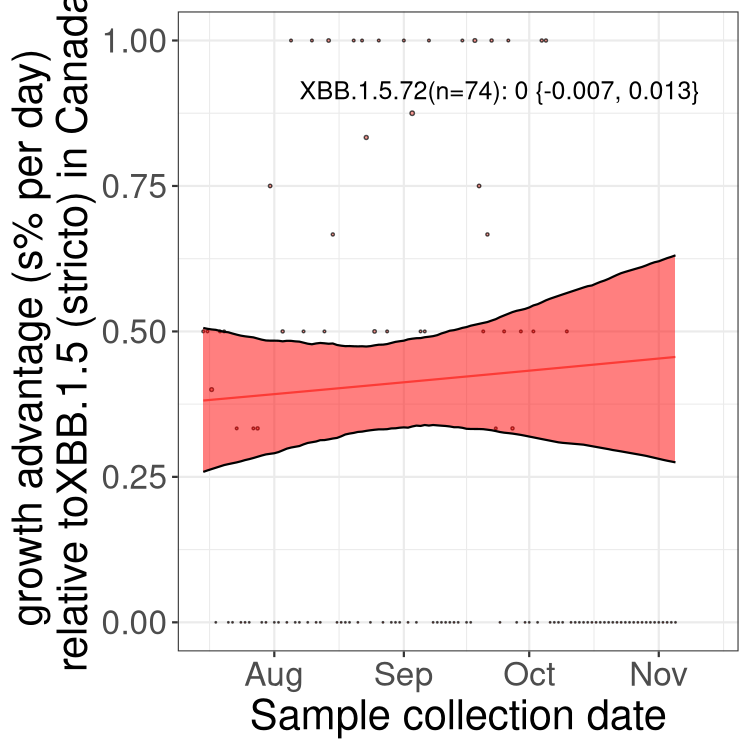 growth advantage (s% per day)
relative toXBB.1.5 (stricto) in Canada
1.00
XBB.1.5.72(n=74): 0 {-0.007, 0.013}
0.75
0.50
0.25
0.00
Aug Sep Oct Nov
Sample collection date